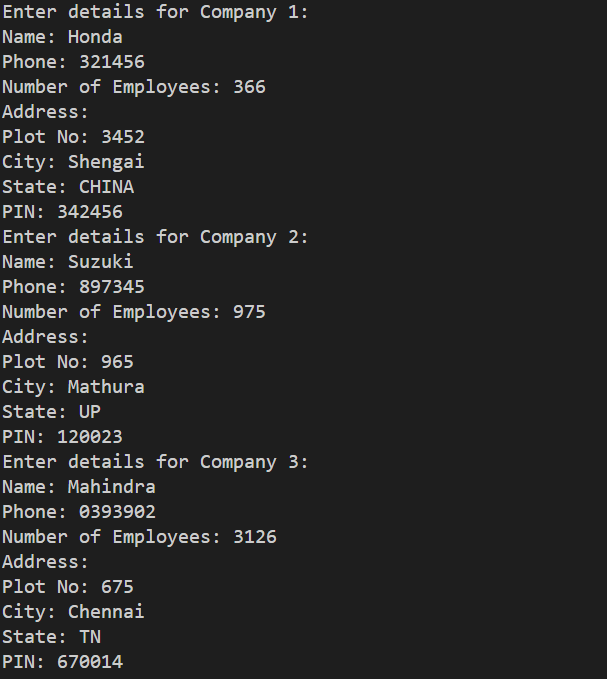 Enter details for Company 1:
Name: Honda
Phone: 321456
Number of Employees: 366
Address:
Plot No: 3452
City: Shengai
State: CHINA
PIN: 342456
Enter details for Company 2:
Name: Suzuki
Phone: 897345
Number of Employees: 975
Address:
Plot No: 965
City: Mathura
State: UP
PIN: 120023
Enter details for Company 3:
Name: Mahindra
Phone: 0393902
Number of Employees: 3126
Address:
Plot No: 675
City: Chennai
State: TN
PIN: 670014